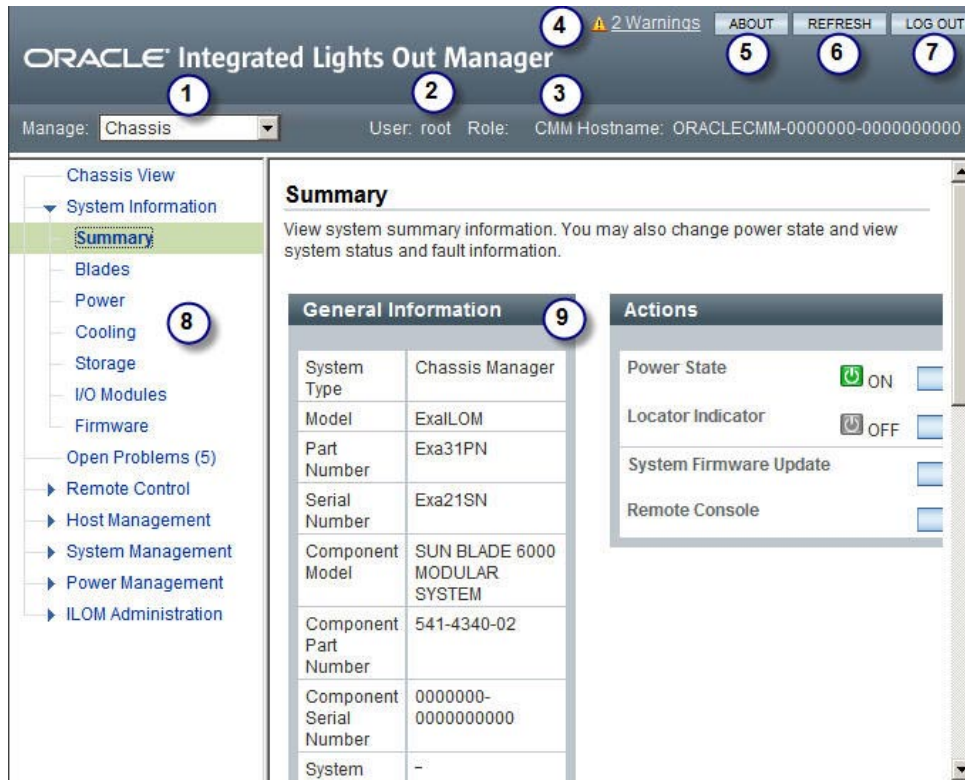 4
2 Warnings
ABOUT
REFRESH
LOG OUT
5
6
7
ORACLE Integrated Lights Out Manager
1
2
3
Manage: Chassis
User: root Role: CMM Hostname: ORACLECMM-0000000-0000000000
Chassis View
System Information
Summary
Blades
Power
Cooling
Storage
I/O Modules
Firmware
Open Problems (5)
Remote Control
Host Management
System Management
Power Management
ILOM Administration
8
Summary
View system summary information. You may also change power state and view
system status and fault information.
General Information
9
System
Type
Chassis Manager
Model
ExaILOM
Part
Number
Exa31PN
Serial
Number
Exa21SN
Component
Model
SUN BLADE 6000
MODULAR
SYSTEM
Component
Part
Number
541-4340-02
Component
Serial
Number
0000000-
0000000000
System
-
Actions
Power State
ON
Locator Indicator
OFF
System Firmware Update
Remote Console